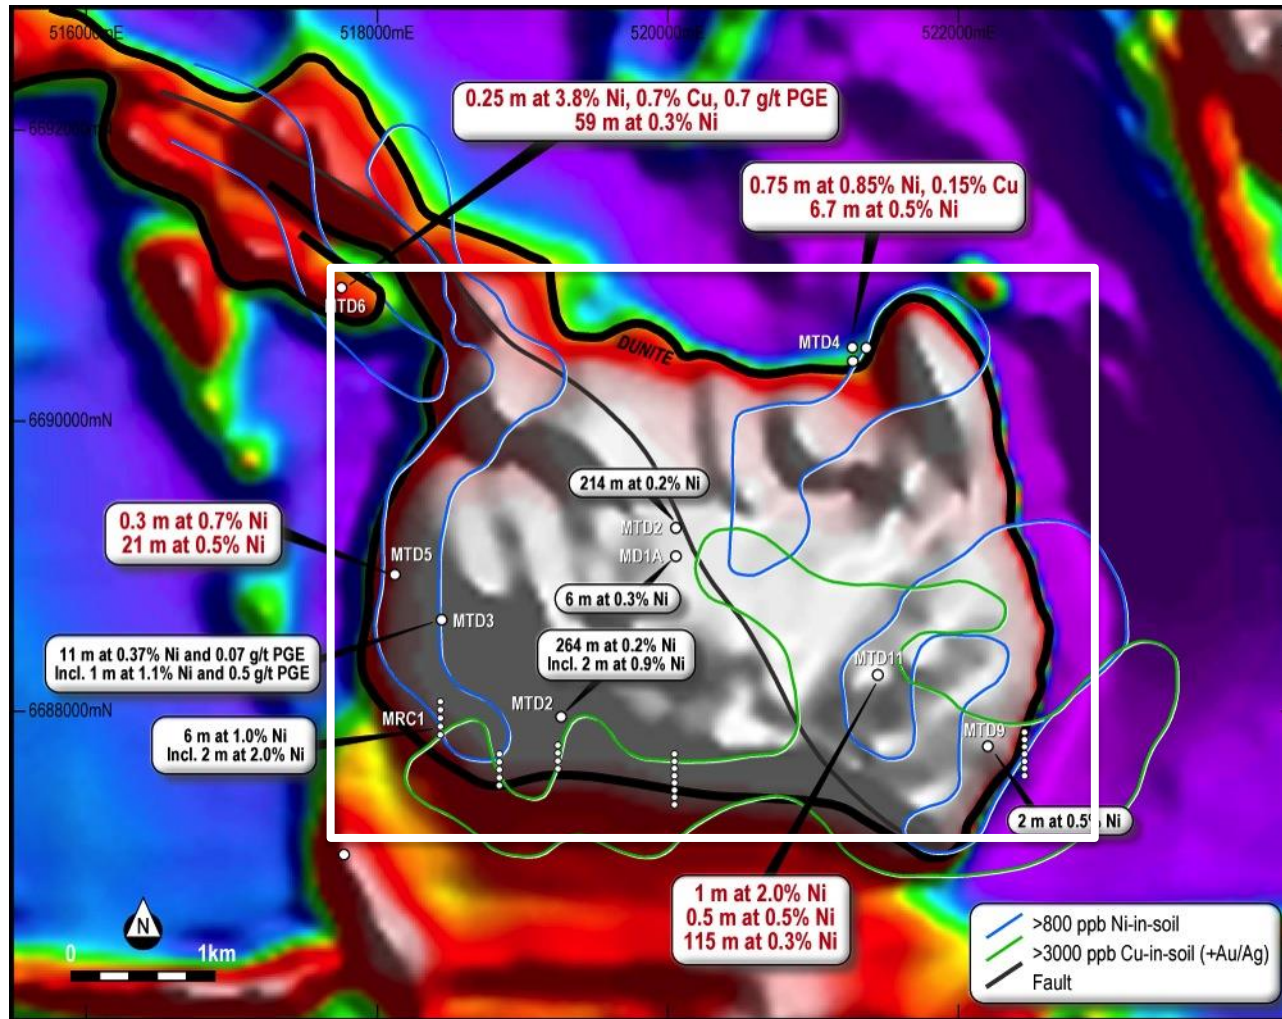 516000mE
518000mE
520000mE
522000mE
0.25 m at 3.8% Ni, 0.7% Cu, 0.7 g/t PGE
59 m at 0.3% Ni
6692000mN
0.75 m at 0.85% Ni, 0.15% Cu
6.7 m at 0.5% Ni
MTD6
MTD4
DUNITE
6690000mN
214 m at 0.2% Ni
0.3 m at 0.7% Ni
21 m at 0.5% Ni
MTD2
MTD5
MD1A
6 m at 0.3% Ni
MTD3
11 m at 0.37% Ni and 0.07 g/t PGE
Incl. 1 m at 1.1% Ni and 0.5 g/t PGE
264 m at 0.2% Ni
Incl. 2 m at 0.9% Ni
MTD11
MTD2
6688000mN
MRC1
6 m at 1.0% Ni
Incl. 2 m at 2.0% Ni
MTD9
2 m at 0.5% Ni
1 m at 2.0% Ni
0.5 m at 0.5% Ni
115 m at 0.3% Ni
N
0 1km
>800 ppb Ni-in-soil
>3000 ppb Cu-in-soil (+Au/Ag)
Fault